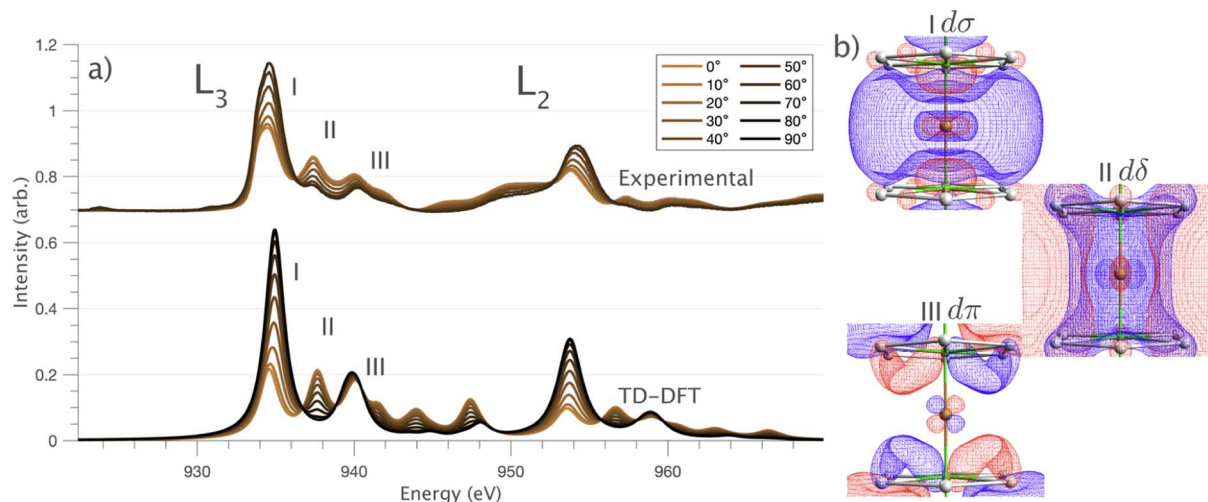 a)
L₃
L₂
I
II
III
0°
10°
20°
30°
40°
50°
60°
70°
80°
90°
Experimental
I
II
III
TD-DFT
1.2
1
0.8
0.6
0.4
0.2
0
930
940
950
960
Intensity (arb.)
Energy (eV)
b)
I dσ
II dδ
III dπ